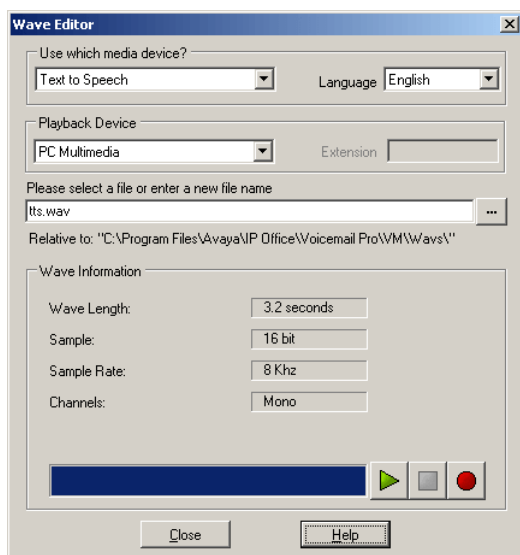 Wave Editor
Use which media device?
Text to Speech Language English
Playback Device
PC Multimedia Extension
Please select a file or enter a new file name
tts.wav ...
Relative to: "C:\Program Files\Avaya\IP Office\Voicemail Pro\VM\Wavs\"
Wave Information
Wave Length: 3.2 seconds
Sample: 16 bit
Sample Rate: 8 Khz
Channels: Mono
Close Help